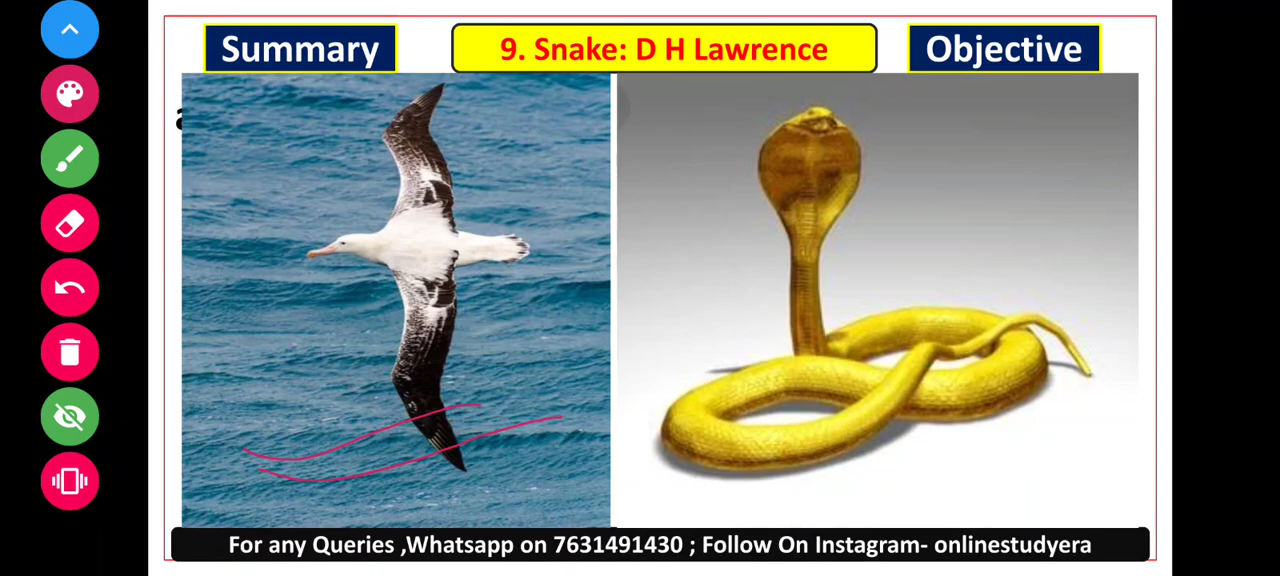 Summary
9. Snake: D H Lawrence
Objective
For any Queries ,Whatsapp on 7631491430 ; Follow On Instagram- onlinestudyera